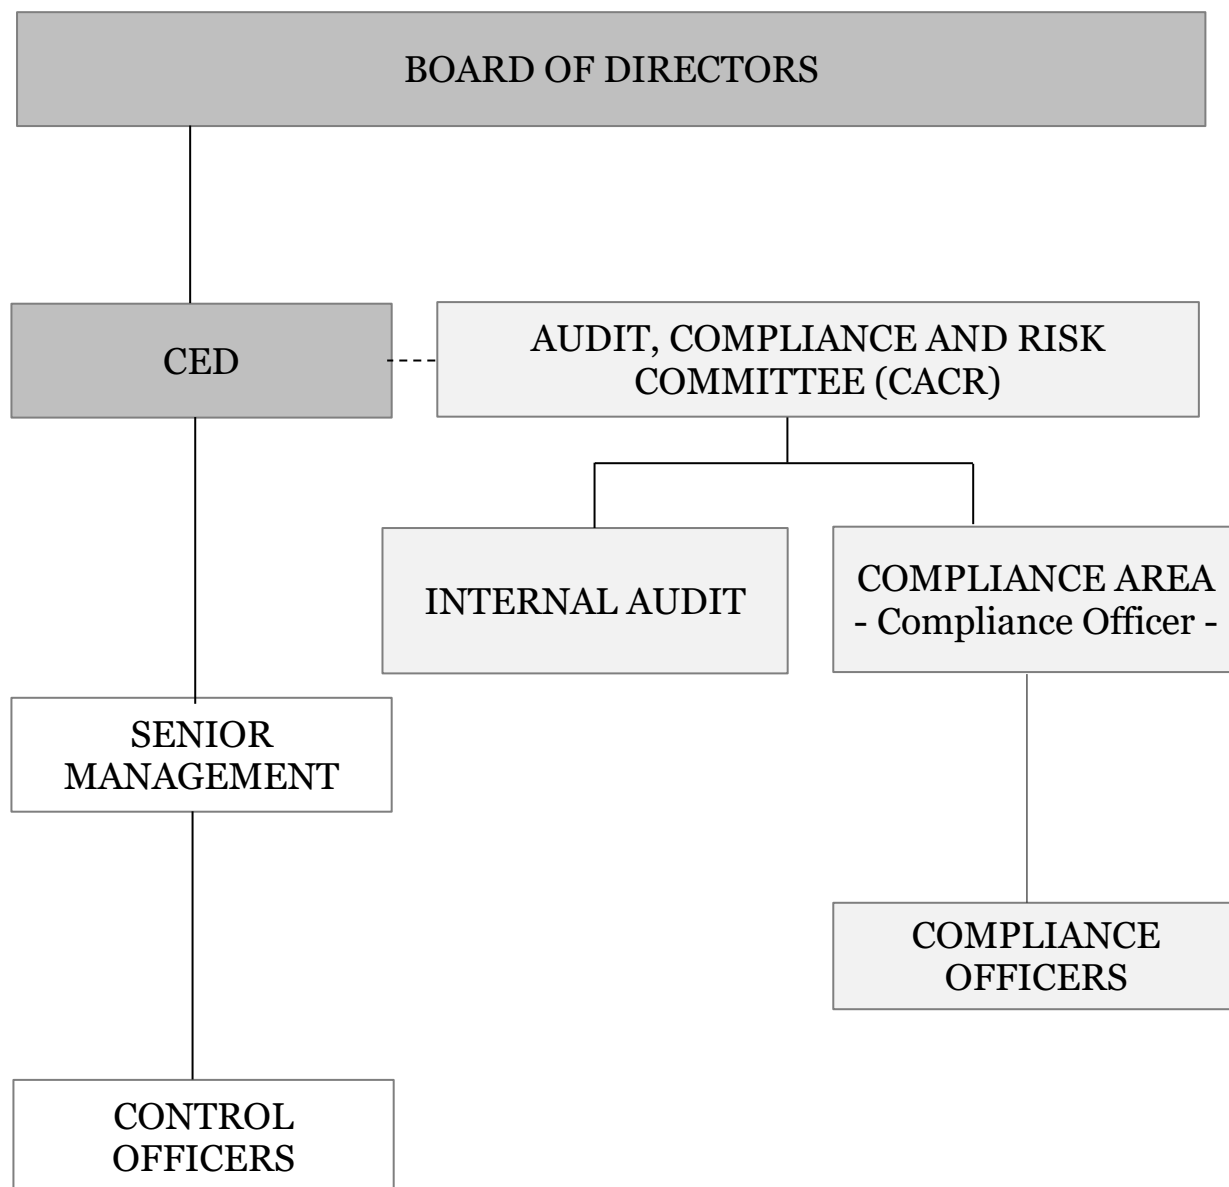 BOARD OF DIRECTORS
CED
AUDIT, COMPLIANCE AND RISK
COMMITTEE (CACR)
INTERNAL AUDIT
COMPLIANCE AREA
- Compliance Officer -
SENIOR
MANAGEMENT
COMPLIANCE
OFFICERS
CONTROL
OFFICERS